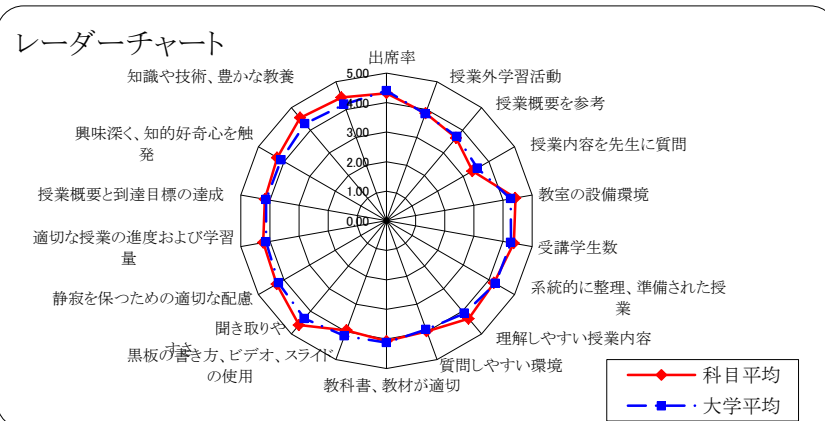 レーダーチャート
出席率
授業外学習活動
授業概要を参考
授業内容を先生に質問
教室の設備環境
受講学生数
系統的に整理、準備された授
業
理解しやすい授業内容
質問しやすい環境
教科書、教材が適切
黒板の書き方、ビデオ、スライド
の使用
聞き取りや
すさ
静寂を保つための適切な配慮
適切な授業の進度および学習
量
授業概要と到達目標の達成
興味深く、知的好奇心を触
発
知識や技術、豊かな教養
5.00
4.00
3.00
2.00
1.00
0.00
科目平均
大学平均